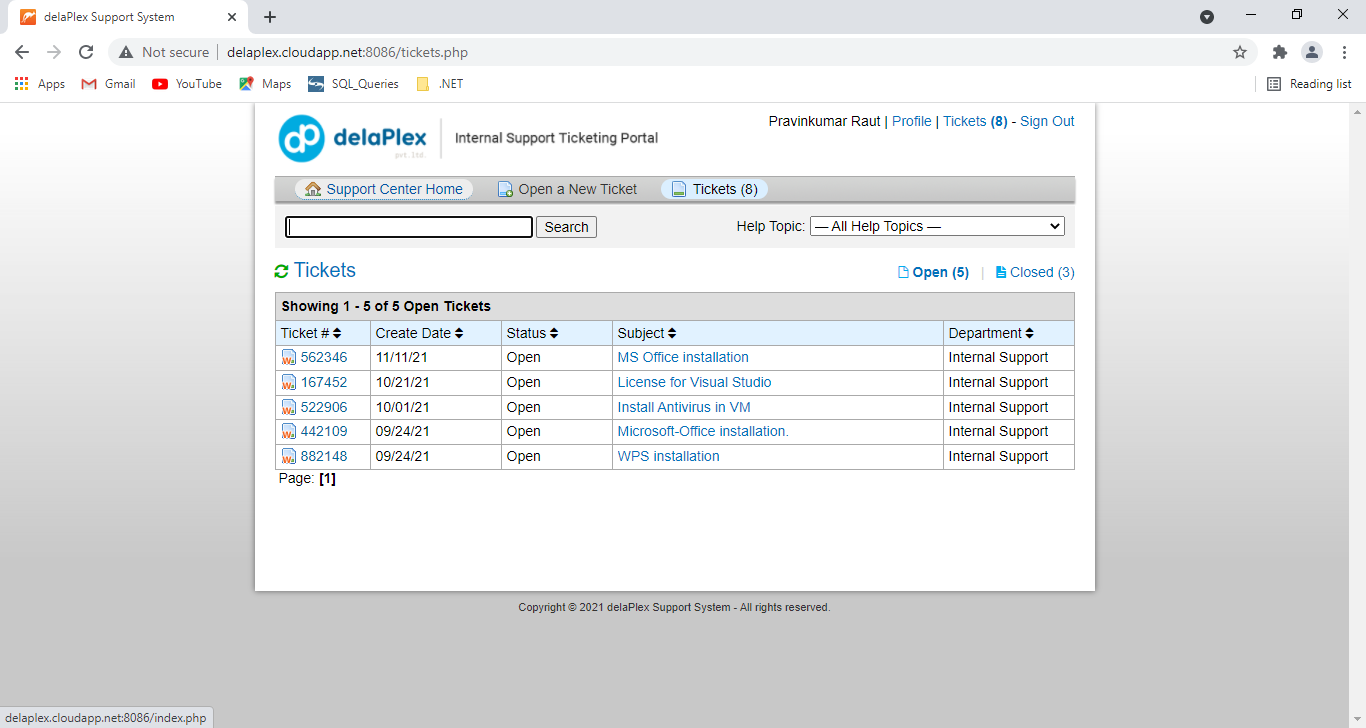 delaPlex Support System
Not secure delaplex.cloudapp.net:8086/tickets.php
Apps Gmail YouTube Maps SQL_Queries .NET Reading list
dp delaPlex pvt.ltd. Internal Support Ticketing Portal
Pravinkumar Raut | Profile | Tickets (8) - Sign Out
Support Center Home Open a New Ticket Tickets (8)
Search Help Topic: — All Help Topics —
Tickets Open (5) | Closed (3)
Showing 1 - 5 of 5 Open Tickets
Ticket # Create Date Status Subject Department
562346 11/11/21 Open MS Office installation Internal Support
167452 10/21/21 Open License for Visual Studio Internal Support
522906 10/01/21 Open Install Antivirus in VM Internal Support
442109 09/24/21 Open Microsoft-Office installation. Internal Support
882148 09/24/21 Open WPS installation Internal Support
Page: [1]
Copyright © 2021 delaPlex Support System - All rights reserved.
delaplex.cloudapp.net:8086/index.php